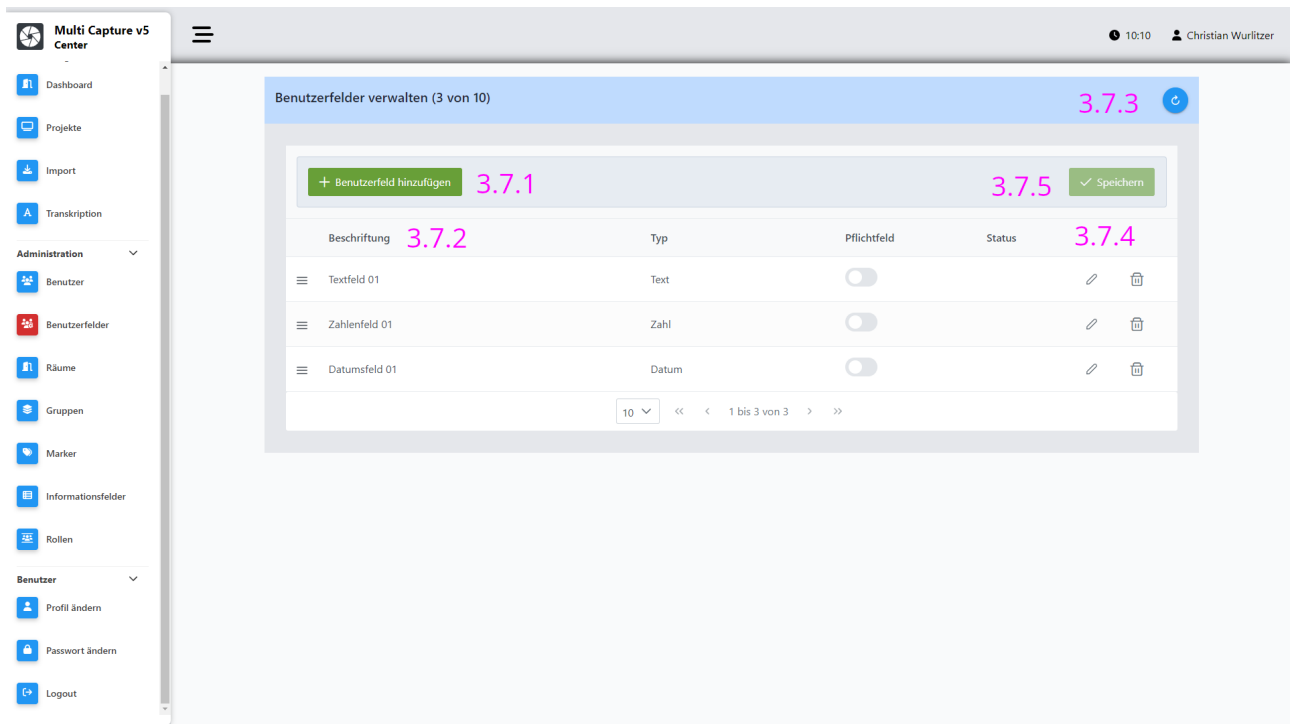 Multi Capture v5
Center
10:10
Christian Wurlitzer
Dashboard
Projekte
Import
Transkription
Administration
Benutzer
Benutzerfelder
Räume
Gruppen
Marker
Informationsfelder
Rollen
Benutzer
Profil ändern
Passwort ändern
Logout
Benutzerfelder verwalten (3 von 10)
3.7.3
+ Benutzerfeld hinzufügen
3.7.1
3.7.5
Speichern
Beschriftung 3.7.2 Typ Pflichtfeld Status 3.7.4
Textfeld 01 Text
Zahlenfeld 01 Zahl
Datumsfeld 01 Datum
10 << < 1 bis 3 von 3 > >>